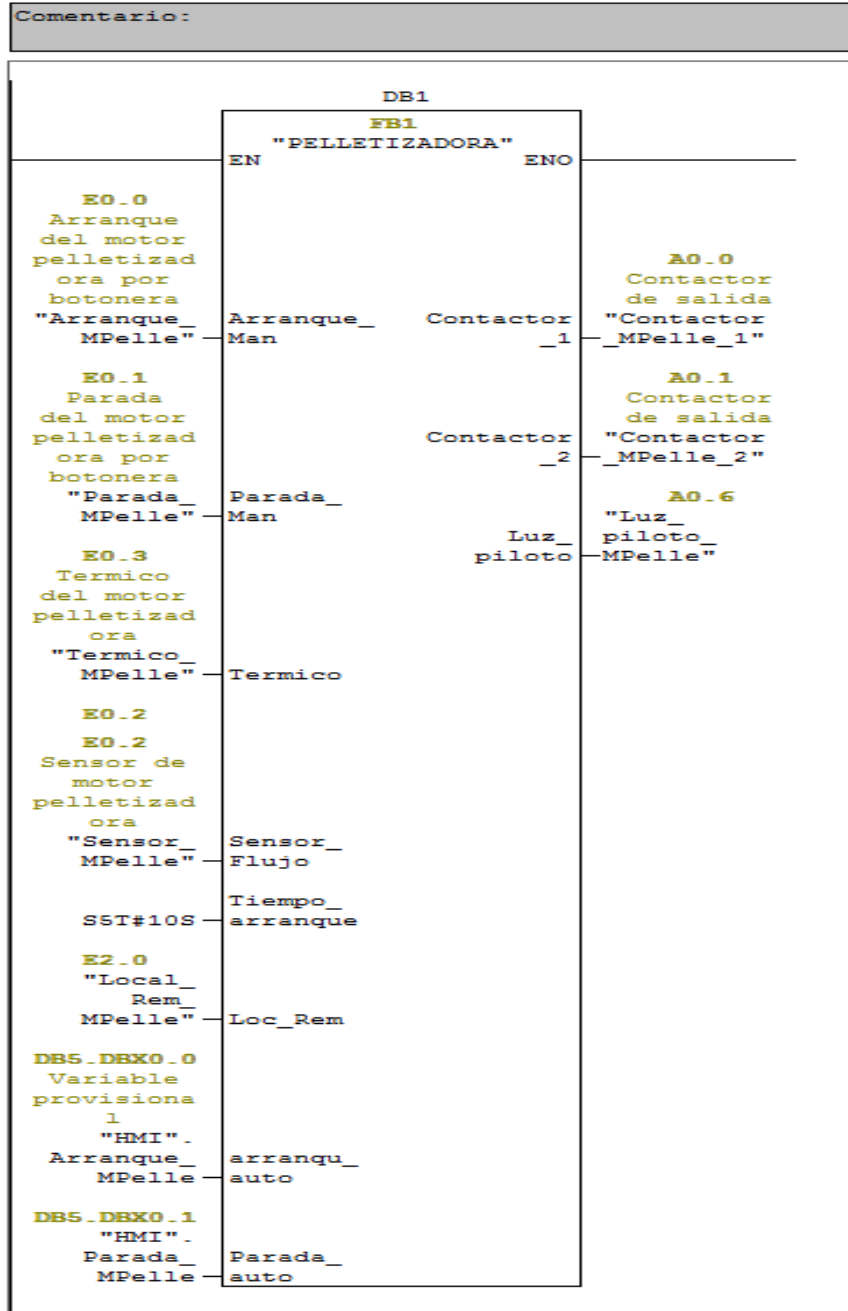 Comentario:
DB1
FB1
"PELLETIZADORA"
EN ENO
E0.0
Arranque
del motor
pelletizad
ora por
botonera
"Arranque_
MPelle"
Arranque_
Man
A0.0
Contactor
de salida
Contactor
_1
"Contactor
_MPelle_1"
E0.1
Parada
del motor
pelletizad
ora por
botonera
"Parada_
MPelle"
Parada_
Man
A0.1
Contactor
de salida
Contactor
_2
"Contactor
_MPelle_2"
A0.6
Luz_
piloto
"Luz_
piloto_
MPelle"
E0.3
Termico
del motor
pelletizad
ora
"Termico_
MPelle"
Termico
E0.2
E0.2
Sensor de
motor
pelletizad
ora
"Sensor_
MPelle"
Sensor_
Flujo
S5T#10S
Tiempo_
arranque
E2.0
"Local_
Rem_
MPelle"
Loc_Rem
DB5.DBX0.0
Variable
provisiona
l
"HMI".
Arranque_
MPelle
arranqu_
auto
DB5.DBX0.1
"HMI".
Parada_
MPelle
Parada_
auto